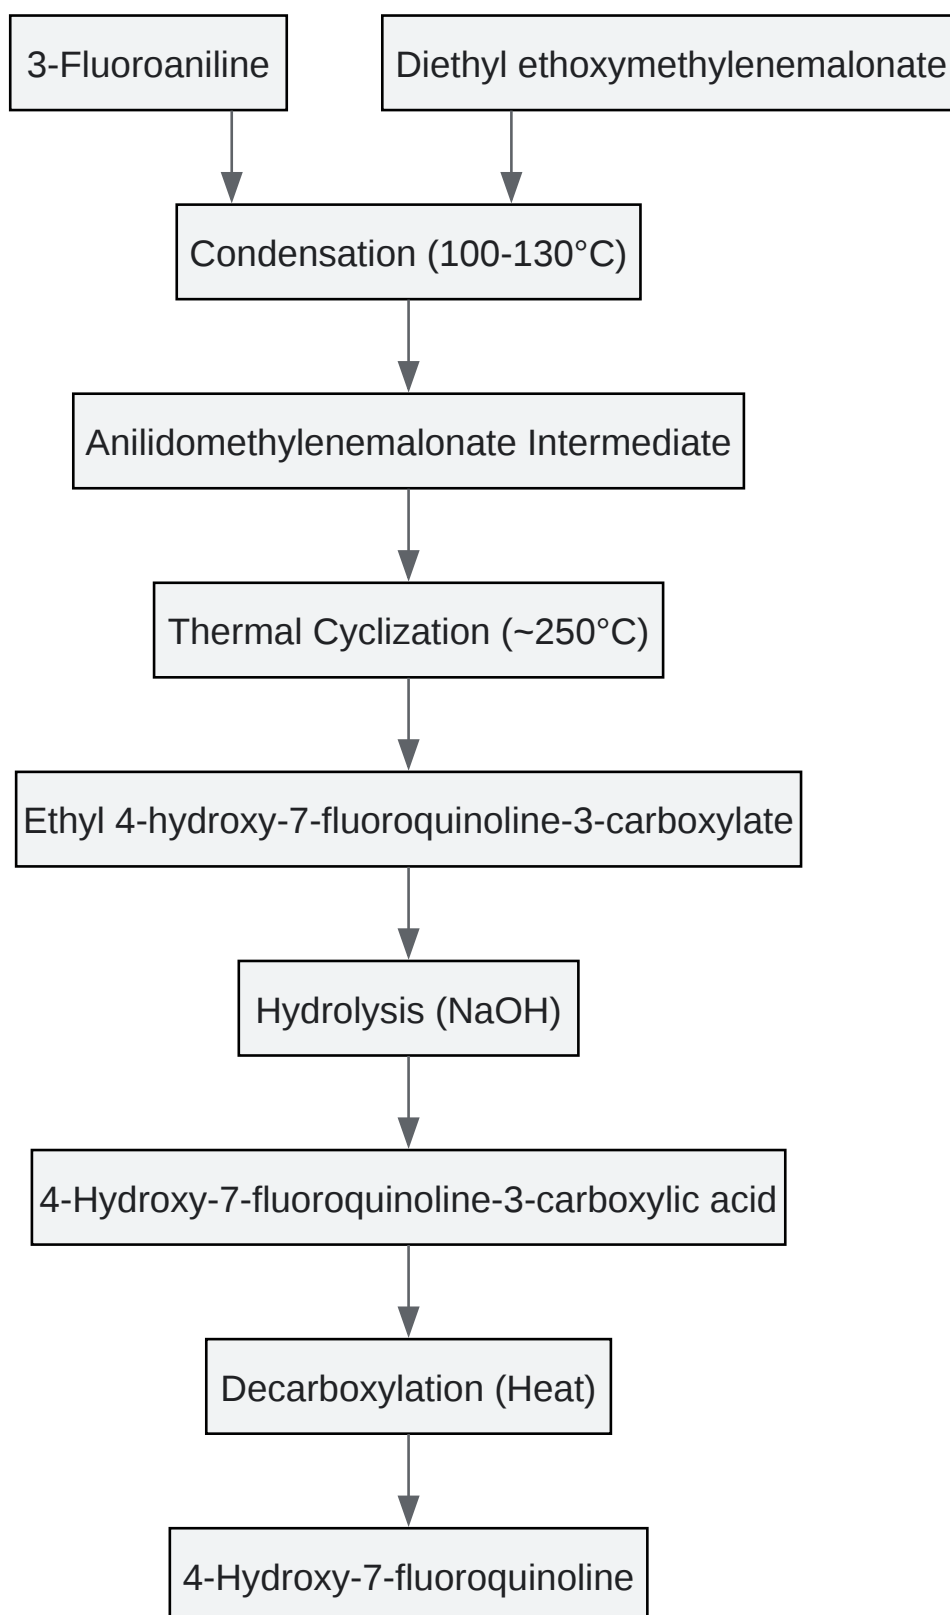 3-Fluoroaniline
Diethyl ethoxymethylenemalonate
Condensation (100-130°C)
Anilidomethylenemalonate Intermediate
Thermal Cyclization (~250°C)
Ethyl 4-hydroxy-7-fluoroquinoline-3-carboxylate
Hydrolysis (NaOH)
4-Hydroxy-7-fluoroquinoline-3-carboxylic acid
Decarboxylation (Heat)
4-Hydroxy-7-fluoroquinoline